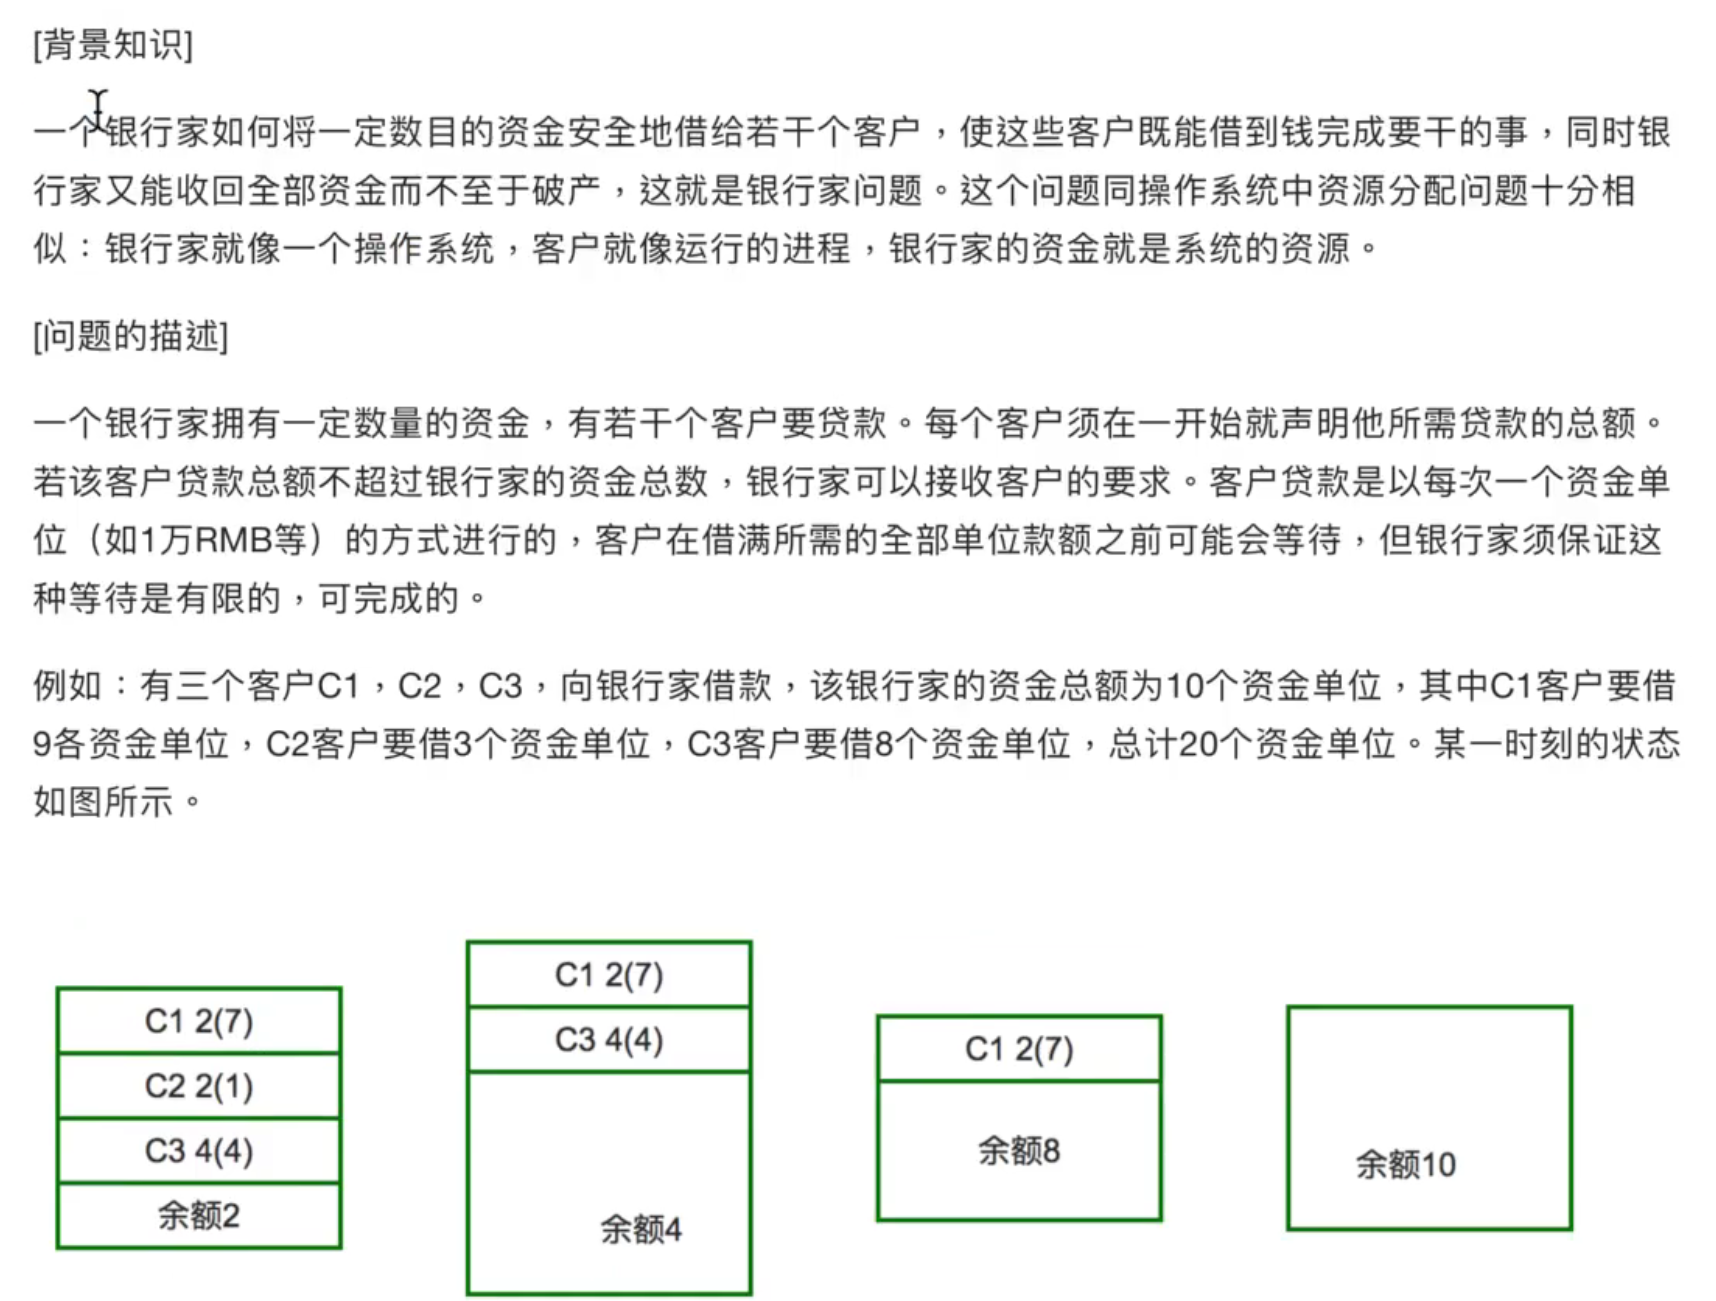 [背景知识]
一个银行家如何将一定数目的资金安全地借给若干个客户，使这些客户既能借到钱完成要干的事，同时银
行家又能收回全部资金而不至于破产，这就是银行家问题。这个问题同操作系统中资源分配问题十分相
似：银行家就像一个操作系统，客户就像运行的进程，银行家的资金就是系统的资源。
[问题的描述]
一个银行家拥有一定数量的资金，有若干个客户要贷款。每个客户须在一开始就声明他所需贷款的总额。
若该客户贷款总额不超过银行家的资金总数，银行家可以接收客户的要求。客户贷款是以每次一个资金单
位（如1万RMB等）的方式进行的，客户在借满所需的全部单位款额之前可能会等待，但银行家须保证这
种等待是有限的，可完成的。
例如：有三个客户C1，C2，C3，向银行家借款，该银行家的资金总额为10个资金单位，其中C1客户要借
9各资金单位，C2客户要借3个资金单位，C3客户要借8个资金单位，总计20个资金单位。某一时刻的状态
如图所示。
C1 2(7)
C2 2(1)
C3 4(4)
余额2
C1 2(7)
C3 4(4)
余额4
C1 2(7)
余额8
余额10